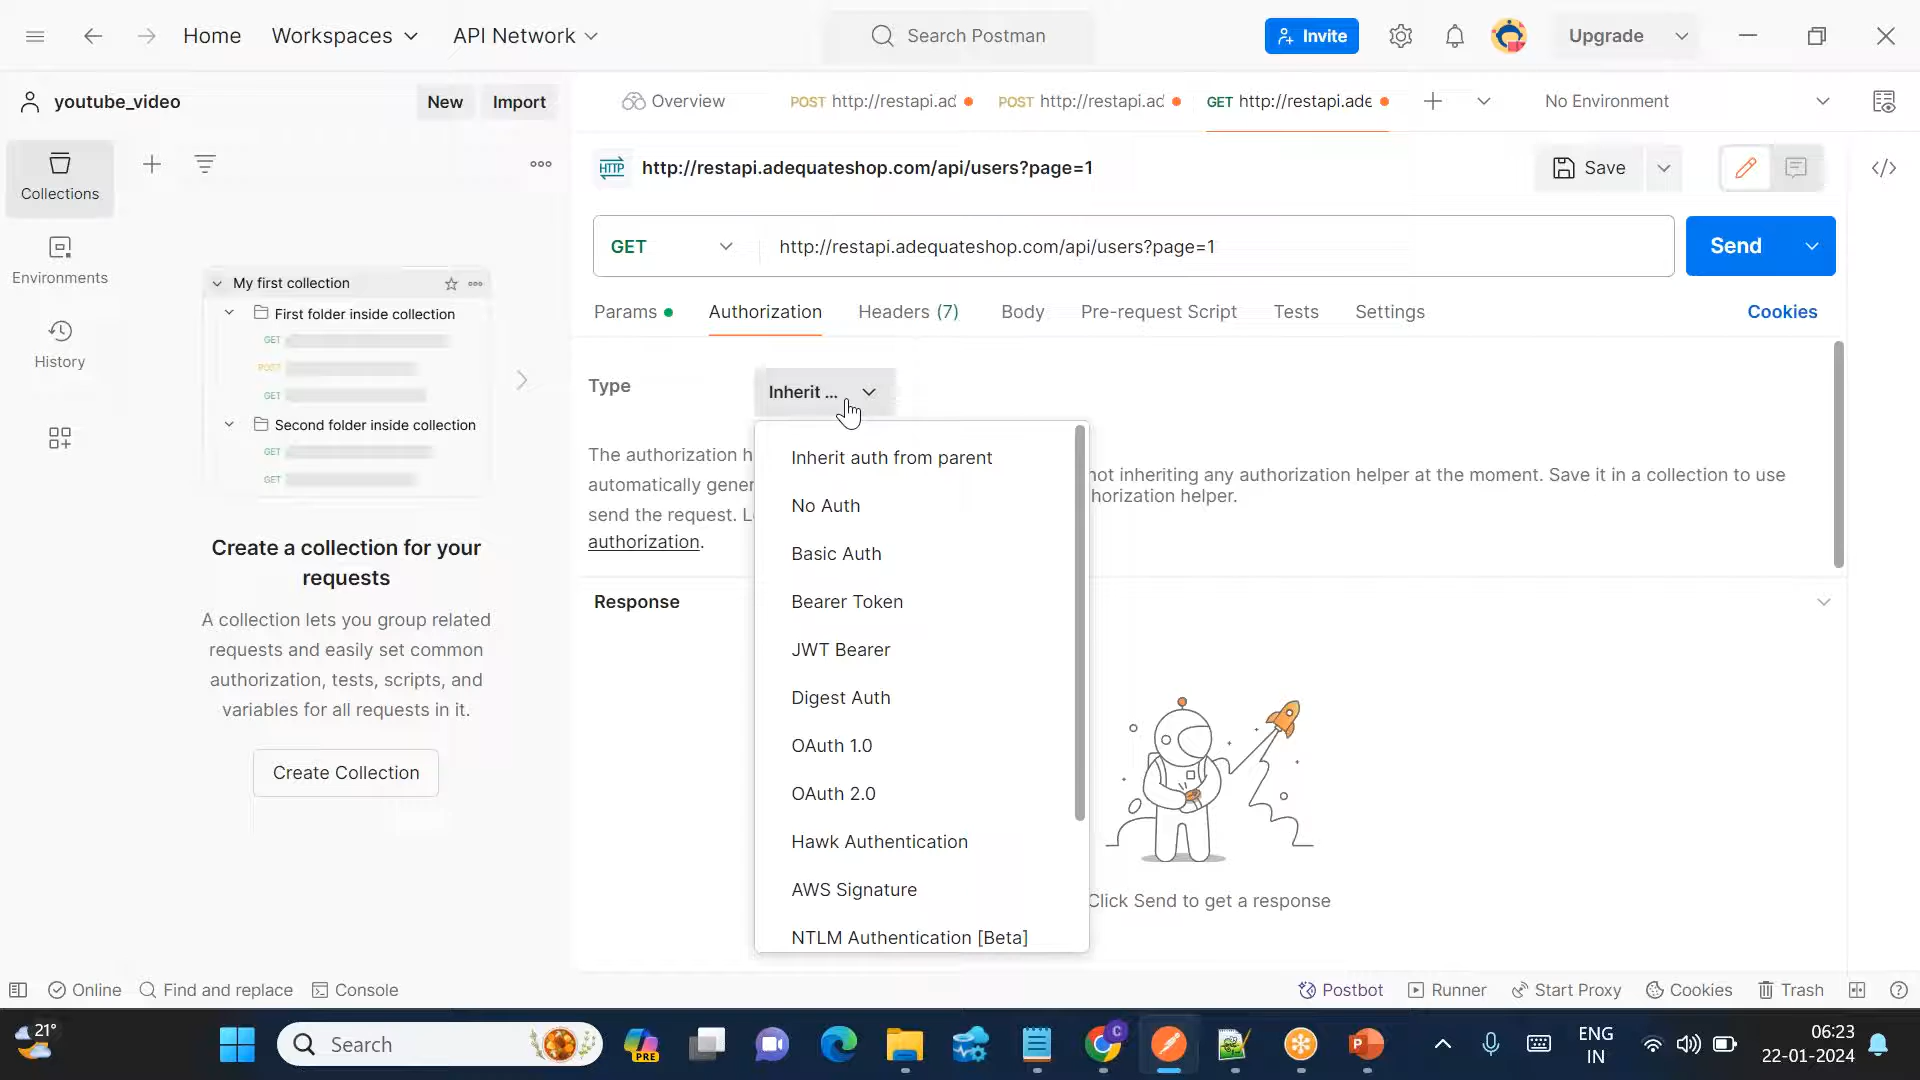 Home
Workspaces
API Network
Search Postman
Invite
Upgrade
youtube_video
New
Import
Overview
POST http://restapi.ad
POST http://restapi.ad
GET http://restapi.ade
No Environment
Collections
Environments
History
http://restapi.adequateshop.com/api/users?page=1
HTTP
Save
GET
http://restapi.adequateshop.com/api/users?page=1
Send
Params
Authorization
Headers (7)
Body
Pre-request Script
Tests
Settings
Cookies
My first collection
First folder inside collection
GET
POST
GET
Second folder inside collection
GET
GET
Create a collection for your
requests
A collection lets you group related
requests and easily set common
authorization, tests, scripts, and
variables for all requests in it.
Create Collection
Type
Inherit ...
The authorization h
automatically gener
send the request. L
authorization.
not inheriting any authorization helper at the moment. Save it in a collection to use
horization helper.
Inherit auth from parent
No Auth
Basic Auth
Bearer Token
JWT Bearer
Digest Auth
OAuth 1.0
OAuth 2.0
Hawk Authentication
AWS Signature
NTLM Authentication [Beta]
Response
Click Send to get a response
Online
Find and replace
Console
Postbot
Runner
Start Proxy
Cookies
Trash
21°
Search
PRE
C
P
ENG
IN
06:23
22-01-2024